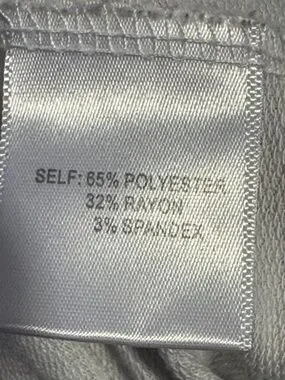 SELF: 65% POLYESTER
32% RAYON
3% SPANDEX